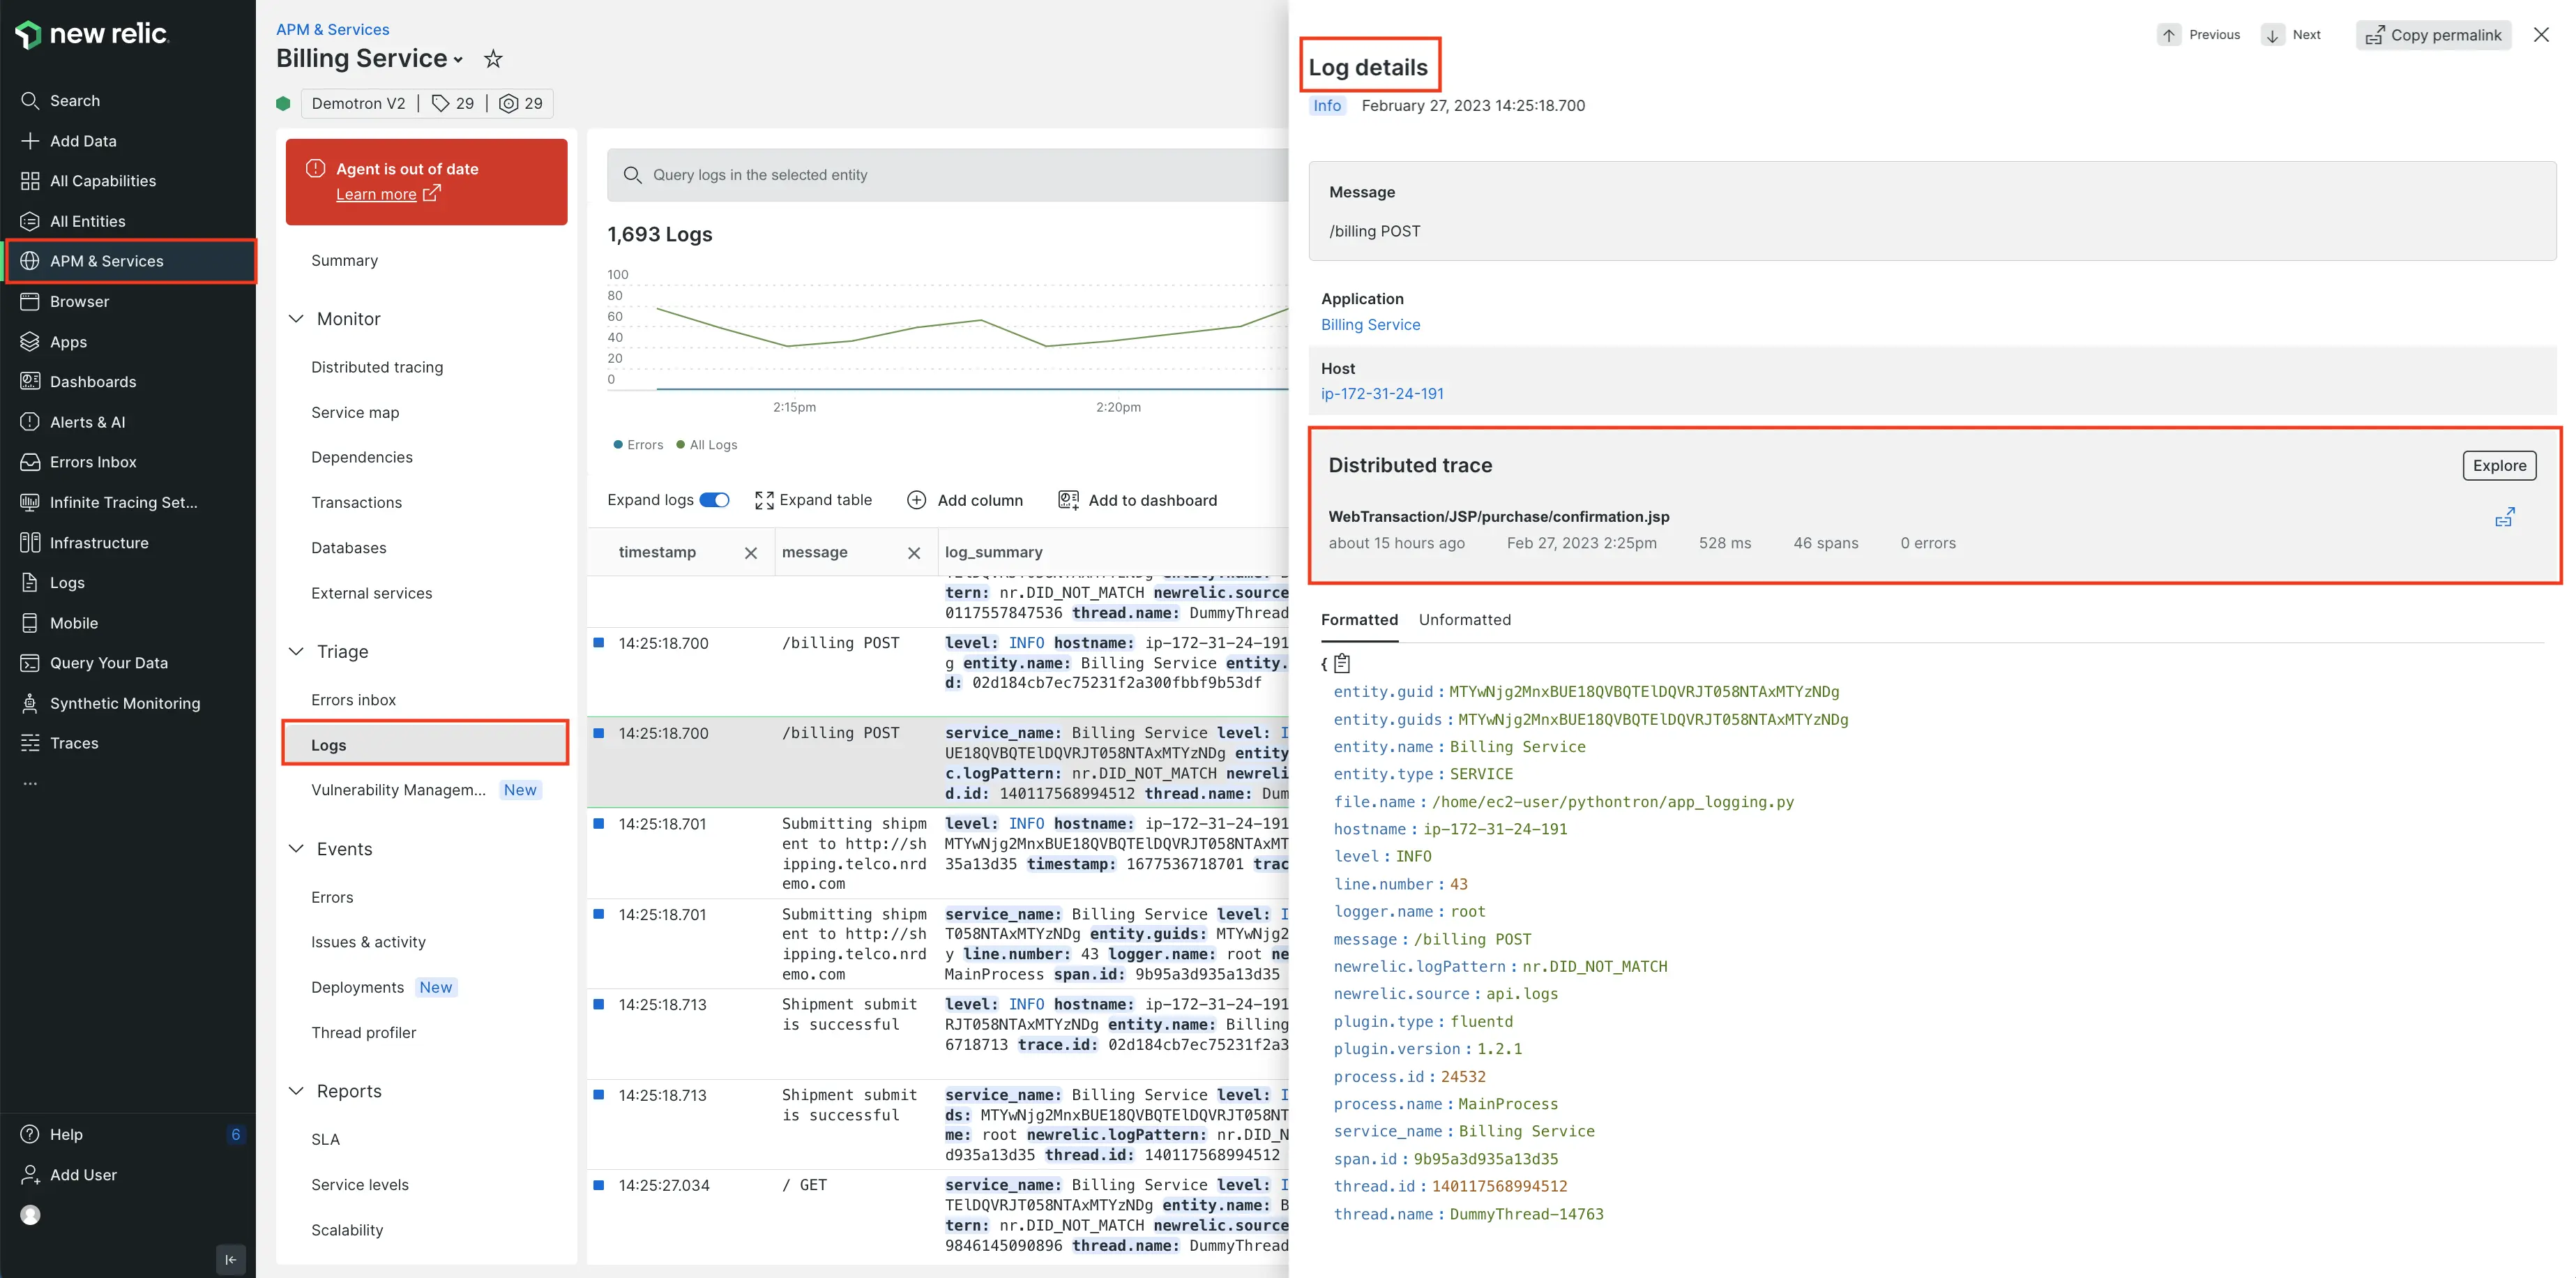 new relic.
Search
Add Data
All Capabilities
All Entities
APM & Services
Browser
Apps
Dashboards
Alerts & AI
Errors Inbox
Infinite Tracing Set...
Infrastructure
Logs
Mobile
Query Your Data
Synthetic Monitoring
Traces
...
Help 6
Add User
APM & Services
Billing Service
Demotron V2 | 29 | 29
Agent is out of date
Learn more
Summary
Monitor
Distributed tracing
Service map
Dependencies
Transactions
Databases
External services
Triage
Errors inbox
Logs
Vulnerability Managem... New
Events
Errors
Issues & activity
Deployments New
Thread profiler
Reports
SLA
Service levels
Scalability
Query logs in the selected entity
1,693 Logs
100
80
60
40
20
0
2:15pm 2:20pm
Errors All Logs
Expand logs Expand table Add column Add to dashboard
timestamp message log_summary
tern: nr.DID_NOT_MATCH newrelic.source
0117557847536 thread.name: DummyThread
14:25:18.700 /billing POST level: INFO hostname: ip-172-31-24-191
g entity.name: Billing Service entity.
d: 02d184cb7ec75231f2a300fbbf9b53df
14:25:18.700 /billing POST service_name: Billing Service level: I
UE18QVBQTElDQVRJT058NTAxMTYzNDg entity
c.logPattern: nr.DID_NOT_MATCH newreli
d.id: 140117568994512 thread.name: Dum
14:25:18.701 Submitting shipm level: INFO hostname: ip-172-31-24-191
ent to http://sh MTYwNjg2MnxBUE18QVBQTElDQVRJT058NTAxMT
ipping.telco.nrd 35a13d35 timestamp: 1677536718701 trac
emo.com
14:25:18.701 Submitting shipm service_name: Billing Service level: I
ent to http://sh T058NTAxMTYzNDg entity.guids: MTYwNjg2
ipping.telco.nrd y line.number: 43 logger.name: root ne
emo.com MainProcess span.id: 9b95a3d935a13d35
14:25:18.713 Shipment submit level: INFO hostname: ip-172-31-24-191
is successful RJT058NTAxMTYzNDg entity.name: Billing
6718713 trace.id: 02d184cb7ec75231f2a3
14:25:18.713 Shipment submit service_name: Billing Service level: I
is successful ds: MTYwNjg2MnxBUE18QVBQTElDQVRJT058NT
me: root newrelic.logPattern: nr.DID_N
d935a13d35 thread.id: 140117568994512
14:25:27.034 / GET service_name: Billing Service level: I
TElDQVRJT058NTAxMTYzNDg entity.name: B
tern: nr.DID_NOT_MATCH newrelic.source
9846145090896 thread.name: DummyThread
Previous Next Copy permalink
Log details
Info February 27, 2023 14:25:18.700
Message
/billing POST
Application
Billing Service
Host
ip-172-31-24-191
Distributed trace Explore
WebTransaction/JSP/purchase/confirmation.jsp
about 15 hours ago Feb 27, 2023 2:25pm 528 ms 46 spans 0 errors
Formatted Unformatted
{
entity.guid : MTYwNjg2MnxBUE18QVBQTElDQVRJT058NTAxMTYzNDg
entity.guids : MTYwNjg2MnxBUE18QVBQTElDQVRJT058NTAxMTYzNDg
entity.name : Billing Service
entity.type : SERVICE
file.name : /home/ec2-user/pythontron/app_logging.py
hostname : ip-172-31-24-191
level : INFO
line.number : 43
logger.name : root
message : /billing POST
newrelic.logPattern : nr.DID_NOT_MATCH
newrelic.source : api.logs
plugin.type : fluentd
plugin.version : 1.2.1
process.id : 24532
process.name : MainProcess
service_name : Billing Service
span.id : 9b95a3d935a13d35
thread.id : 140117568994512
thread.name : DummyThread-14763